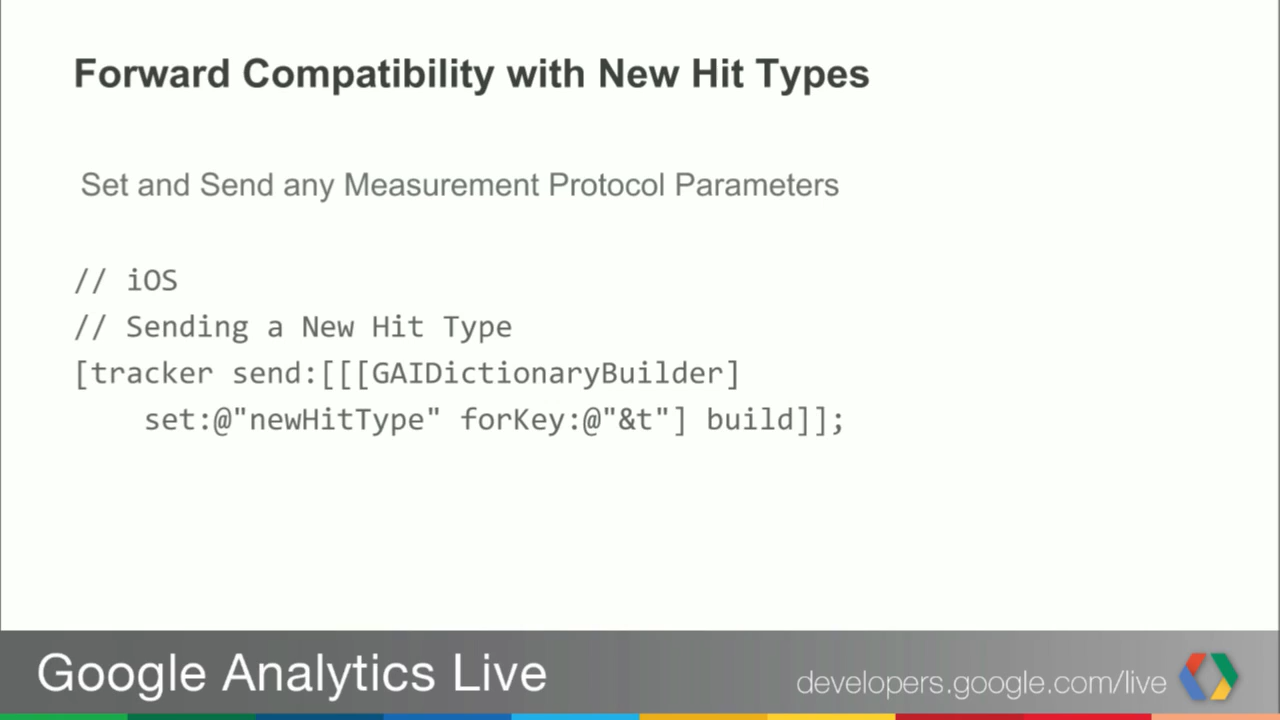 Forward Compatibility with New Hit Types
Set and Send any Measurement Protocol Parameters
// iOS
// Sending a New Hit Type
[tracker send:[[[GAIDictionaryBuilder]
set:@"newHitType" forKey:@"&t"] build]];
Google Analytics Live
developers.google.com/live